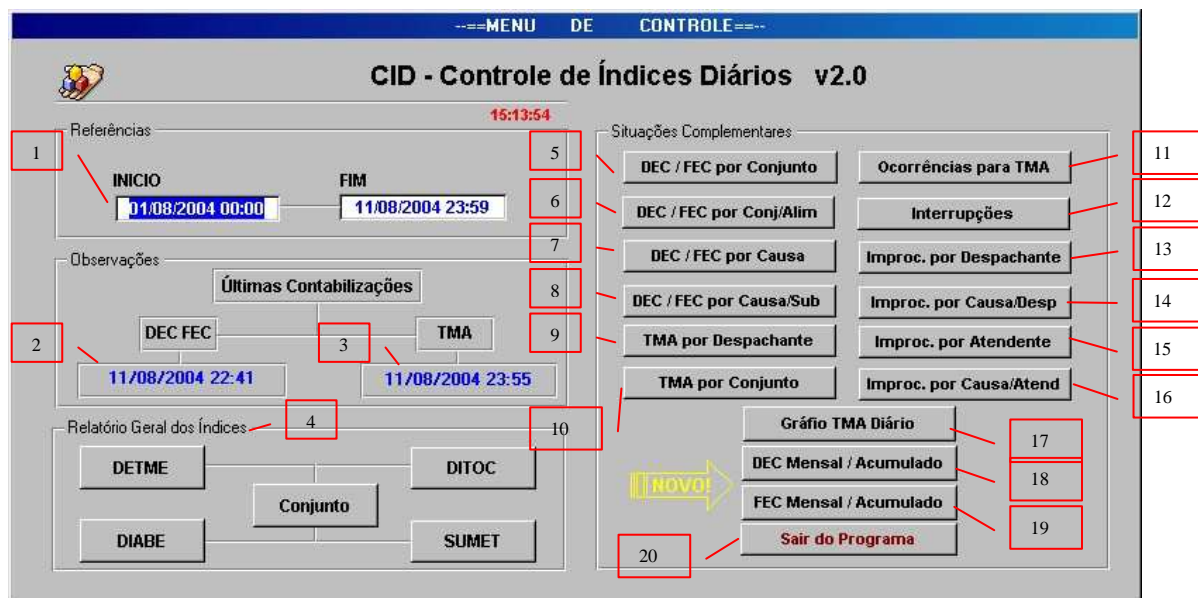 --==MENU DE CONTROLE==--
CID - Controle de Índices Diários v2.0
15:13:54
Referências
1
INICIO
FIM
01/08/2004 00:00
11/08/2004 23:59
Observações
Últimas Contabilizações
DEC FEC
TMA
2
3
11/08/2004 22:41
11/08/2004 23:55
Relatório Geral dos Índices
4
DETME
DITOC
Conjunto
DIABE
SUMET
Situações Complementares
5
DEC / FEC por Conjunto
Ocorrências para TMA
11
6
DEC / FEC por Conj/Alim
Interrupções
12
7
DEC / FEC por Causa
Improc. por Despachante
13
8
DEC / FEC por Causa/Sub
Improc. por Causa/Desp
14
9
TMA por Despachante
Improc. por Atendente
15
10
TMA por Conjunto
Improc. por Causa/Atend
16
Gráfio TMA Diário
17
NOVO!
DEC Mensal / Acumulado
18
FEC Mensal / Acumulado
19
20
Sair do Programa